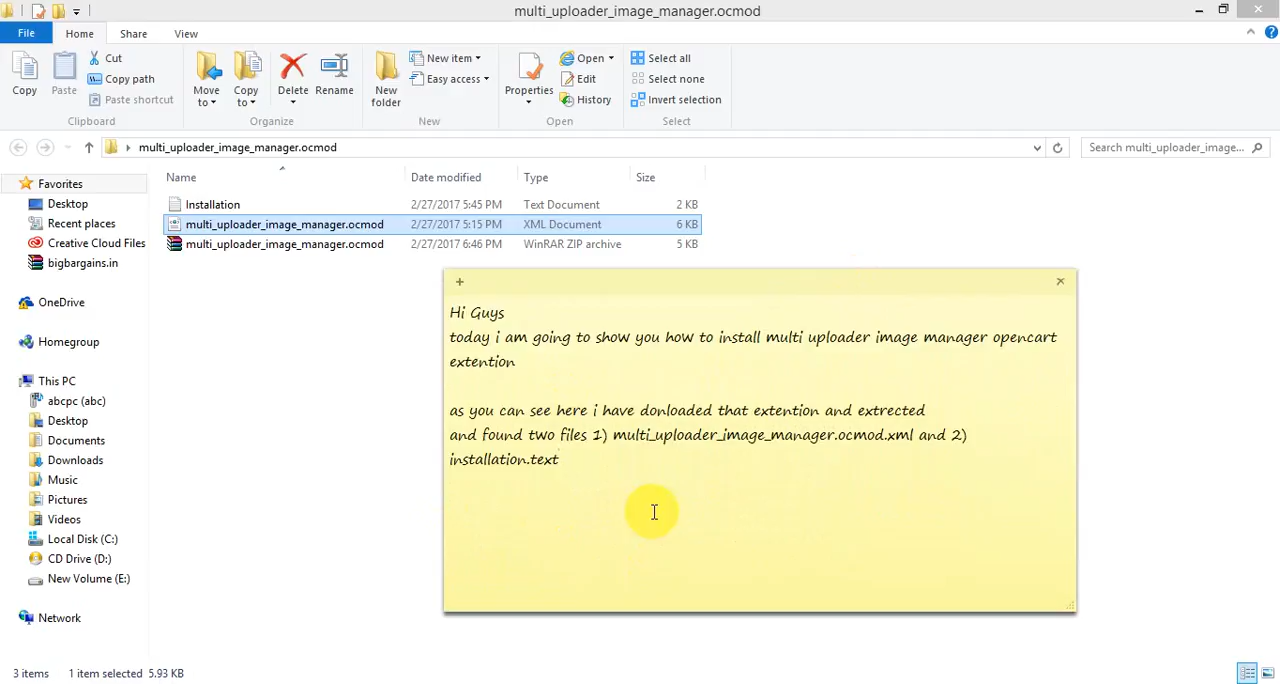 multi_uploader_image_manager.ocmod
File Home Share View
Copy
Paste
Cut
Copy path
Paste shortcut
Clipboard
Move to
Copy to
Delete
Rename
Organize
New folder
New item
Easy access
New
Properties
Open
Edit
History
Open
Select all
Select none
Invert selection
Select
multi_uploader_image_manager.ocmod
Search multi_uploader_image...
Name Date modified Type Size
Installation 2/27/2017 5:45 PM Text Document 2 KB
multi_uploader_image_manager.ocmod 2/27/2017 5:15 PM XML Document 6 KB
multi_uploader_image_manager.ocmod 2/27/2017 6:46 PM WinRAR ZIP archive 5 KB
Favorites
Desktop
Recent places
Creative Cloud Files
bigbargains.in
OneDrive
Homegroup
This PC
abcpc (abc)
Desktop
Documents
Downloads
Music
Pictures
Videos
Local Disk (C:)
CD Drive (D:)
New Volume (E:)
Network
+ ×
Hi Guys
today i am going to show you how to install multi uploader image manager opencart
extention
as you can see here i have donloaded that extention and extrected
and found two files 1) multi_uploader_image_manager.ocmod.xml and 2)
installation.text
3 items 1 item selected 5.93 KB